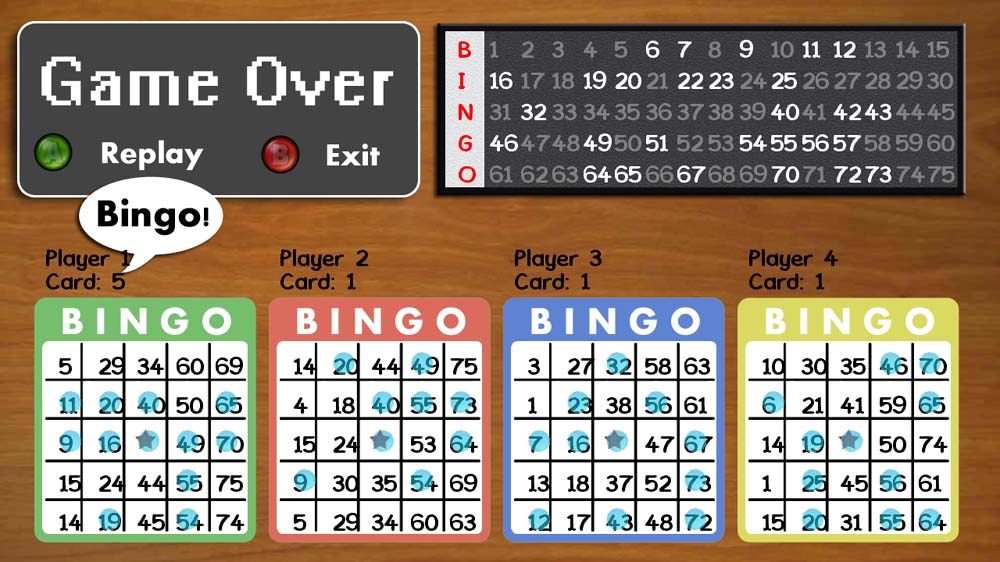 Game Over
A Replay B Exit
B 1 2 3 4 5 6 7 8 9 10 11 12 13 14 15
I 16 17 18 19 20 21 22 23 24 25 26 27 28 29 30
N 31 32 33 34 35 36 37 38 39 40 41 42 43 44 45
G 46 47 48 49 50 51 52 53 54 55 56 57 58 59 60
O 61 62 63 64 65 66 67 68 69 70 71 72 73 74 75
Bingo!
Player 1
Card: 5
BINGO
5 29 34 60 69
11 20 40 50 65
9 16 49 70
15 24 44 55 75
14 19 45 54 74
Player 2
Card: 1
BINGO
14 20 44 49 75
4 18 40 55 73
15 24 53 64
9 30 35 54 69
5 29 34 60 63
Player 3
Card: 1
BINGO
3 27 32 58 63
1 23 38 56 61
7 16 47 67
13 18 37 52 73
12 17 43 48 72
Player 4
Card: 1
BINGO
10 30 35 46 70
6 21 41 59 65
14 19 50 74
1 25 45 56 61
15 20 31 55 64